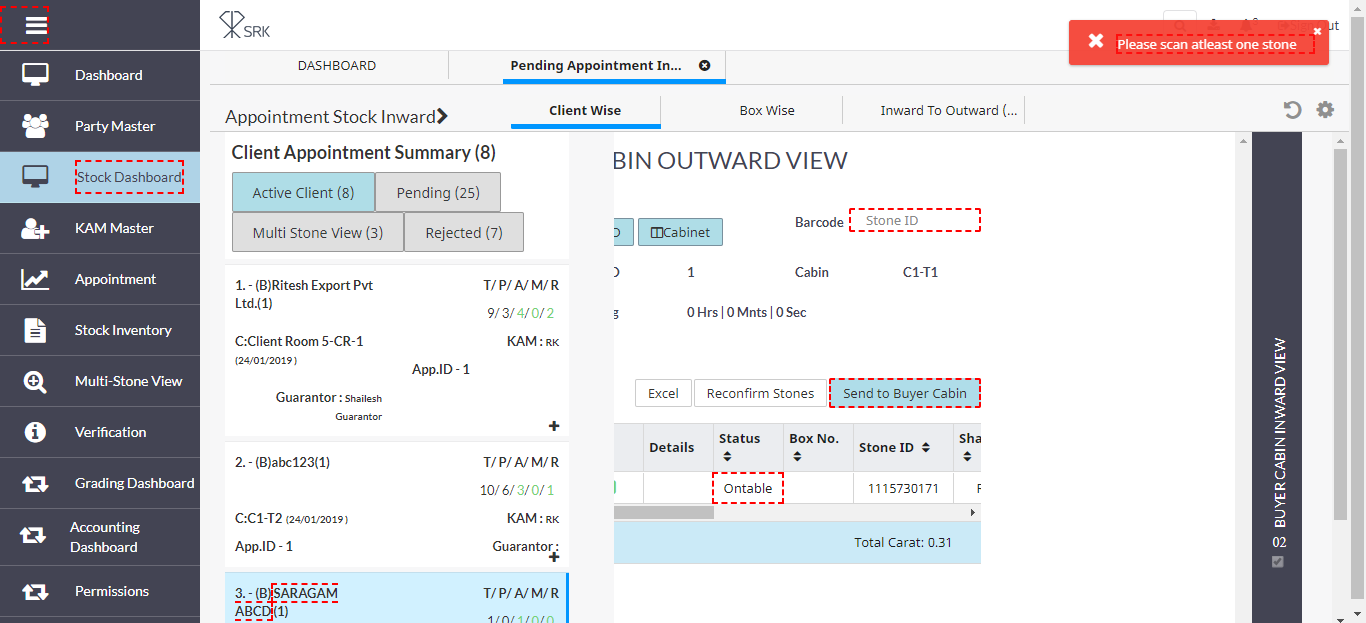 SRK
Sign Out
Please scan atleast one stone
Dashboard
Party Master
Stock Dashboard
KAM Master
Appointment
Stock Inventory
Multi-Stone View
Verification
Grading Dashboard
Accounting
Dashboard
Permissions
DASHBOARD
Pending Appointment In...
Appointment Stock Inward
Client Wise
Box Wise
Inward To Outward (...
Client Appointment Summary (8)
Active Client (8)
Pending (25)
Multi Stone View (3)
Rejected (7)
1. - (B)Ritesh Export Pvt
Ltd.(1)
T/ P/ A/ M/ R
9/ 3/ 4/ 0/ 2
C:Client Room 5-CR-1
(24/01/2019 )
KAM : RK
App.ID - 1
Guarantor : Shailesh
Guarantor
2. - (B)abc123(1)
T/ P/ A/ M/ R
10/ 6/ 3/ 0/ 1
C:C1-T2 (24/01/2019 )
KAM : RK
App.ID - 1
Guarantor :
3. - (B)SARAGAM
ABCD(1)
T/ P/ A/ M/ R
1/ 0/ 1/ 0/ 0
BIN OUTWARD VIEW
Barcode
Stone ID
D
Cabinet
D
1
Cabin
C1-T1
g
0 Hrs | 0 Mnts | 0 Sec
Excel
Reconfirm Stones
Send to Buyer Cabin
Details
Status
Box No.
Stone ID
Sha
Ontable
1115730171
Total Carat: 0.31
BUYER CABIN INWARD VIEW
02